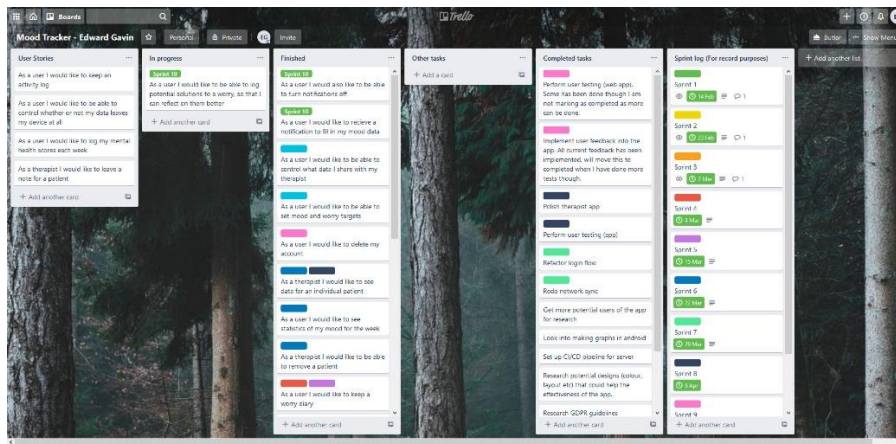 Boards
Trello
Mood Tracker - Edward Gavin
Personal
Private
EG
Invite
Butler
Show Menu
User Stories
As a user I would like to keep an
activity log
As a user I would like to be able to
control whether or not my data leaves
my device at all
As a user I would like to log my mental
health scores each week
As a therapist I would like to leave a
note for a patient
+ Add another card
In progress
Sprint 10
As a user I would like to be able to log
potential solutions to a worry, so that I
can reflect on them better
+ Add another card
Finished
Sprint 10
As a user I would also like to be able
to turn notifications off
Sprint 10
As a user I would like to recieve a
notification to fill in my mood data
As a user I would like to be able to
control what data I share with my
therapist
As a user I would like to be able to
set mood and worry targets
As a user I would like to delete my
account
As a therapist I would like to see
data for an individual patient
As a user I would like to see
statistics of my mood for the week
As a therapist I would like to be able
to remove a patient
As a user I would like to keep a
worry diary
+ Add another card
Other tasks
+ Add a card
Completed tasks
Perform user testing (web app).
Some has been done though I am
not marking as completed as more
can be done.
Implement user feedback into the
app. All current feedback has been
implemented, will move this to
completed when I have done more
tests though.
Polish therapist app
Perform user testing (app)
Refactor login flow
Redo network sync
Get more potential users of the app
for research
Look into making graphs in android
Set up CI/CD pipeline for server
Research potential designs (colour,
layout etc) that could help the
effectiveness of the app.
Research GDPR guidelines
+ Add another card
Sprint log (For record purposes)
Sprint 1
14 Feb
1
Sprint 2
Feb
1
Sprint 3
Mar
1
Sprint 4
Mar
Sprint 5
15 Mar
Sprint 6
22 Mar
Sprint 7
29 Mar
Sprint 8
Apr
Sprint 9
+ Add another card
+ Add another list